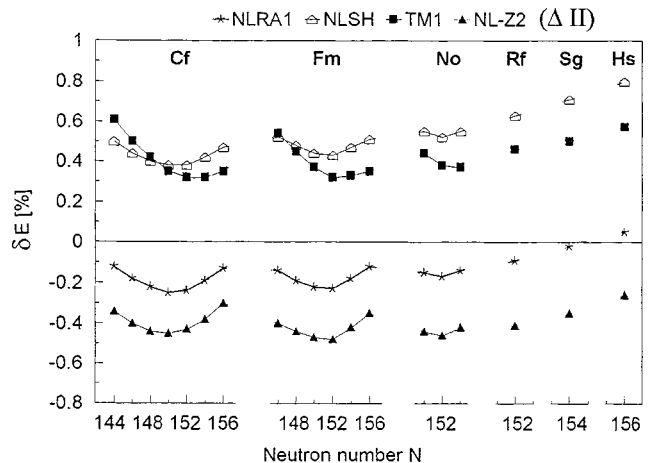 NLRA1 NLSH TM1 NL-Z2 (Δ II)
Cf Fm No Rf Sg Hs
1
0.8
0.6
0.4
0.2
0
-0.2
-0.4
-0.6
-0.8
δE [%]
144 148 152 156 148 152 156 152 152 154 156
Neutron number N